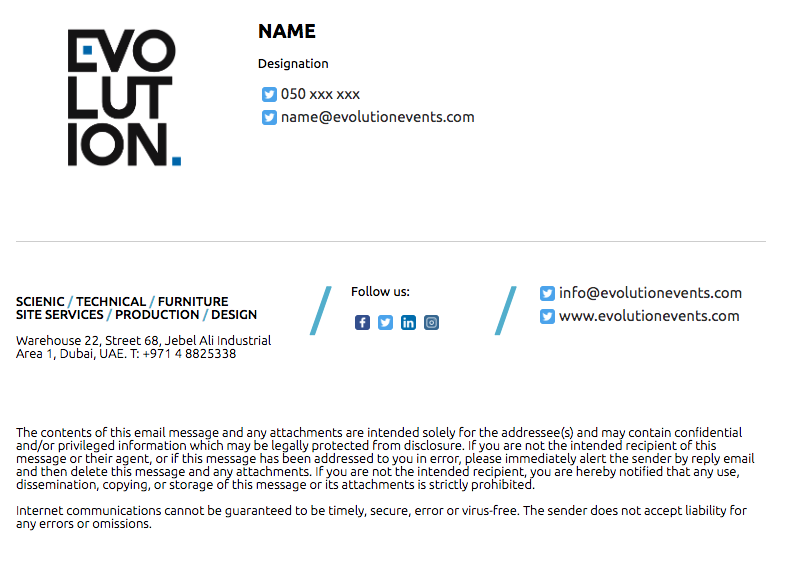 EVO
LUT
ION.
NAME
Designation
050 xxx xxx
name@evolutionevents.com
SCIENIC / TECHNICAL / FURNITURE
SITE SERVICES / PRODUCTION / DESIGN
Warehouse 22, Street 68, Jebel Ali Industrial
Area 1, Dubai, UAE. T: +971 4 8825338
/
Follow us:
/
info@evolutionevents.com
www.evolutionevents.com
The contents of this email message and any attachments are intended solely for the addressee(s) and may contain confidential
and/or privileged information which may be legally protected from disclosure. If you are not the intended recipient of this
message or their agent, or if this message has been addressed to you in error, please immediately alert the sender by reply email
and then delete this message and any attachments. If you are not the intended recipient, you are hereby notified that any use,
dissemination, copying, or storage of this message or its attachments is strictly prohibited.
Internet communications cannot be guaranteed to be timely, secure, error or virus-free. The sender does not accept liability for
any errors or omissions.